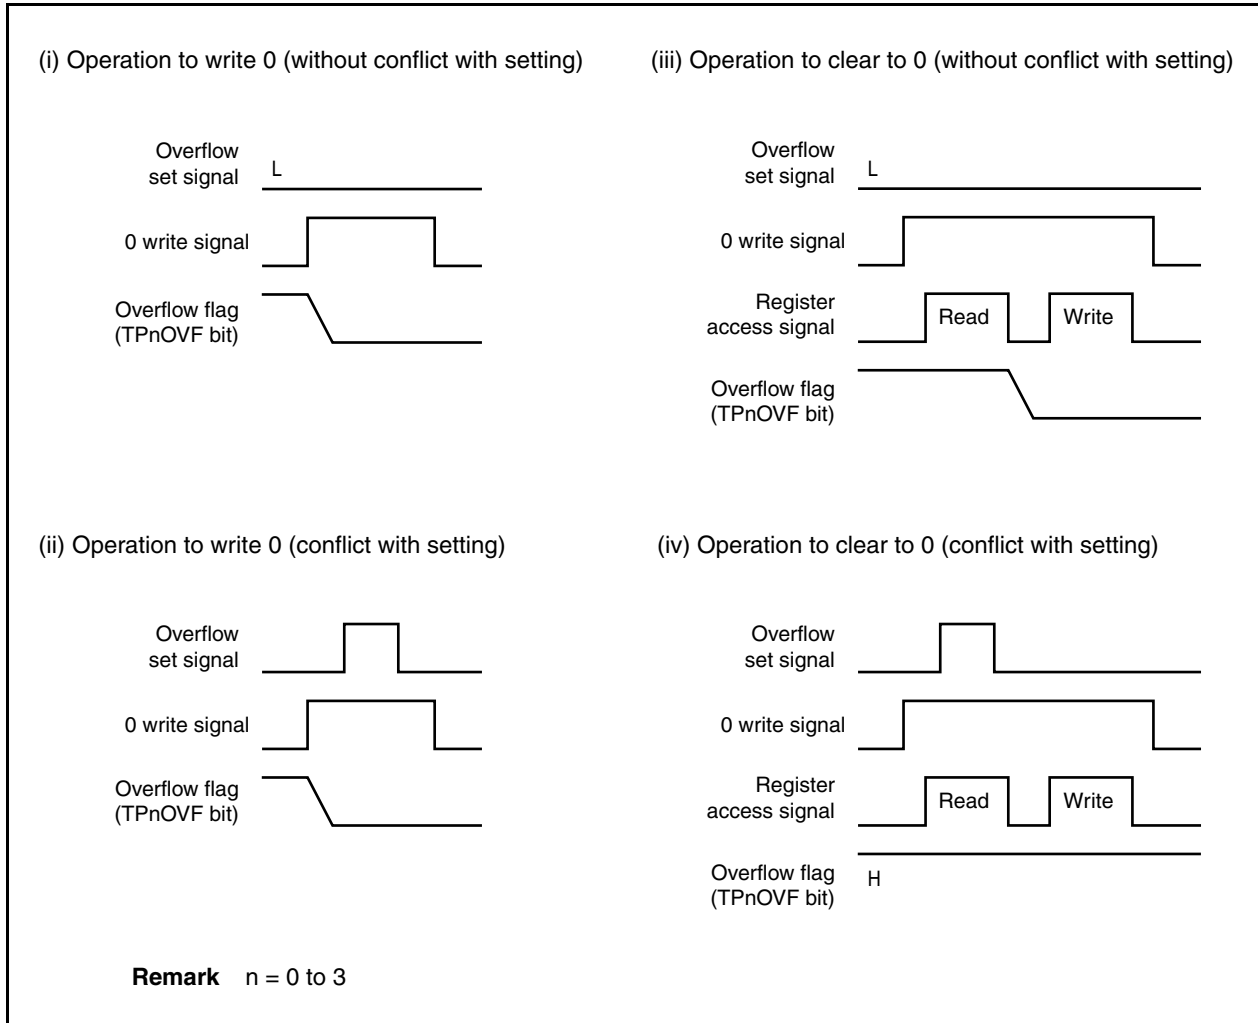 (i) Operation to write 0 (without conflict with setting)
Overflow
set signal
L
0 write signal
Overflow flag
(TPnOVF bit)
(iii) Operation to clear to 0 (without conflict with setting)
Overflow
set signal
L
0 write signal
Register
access signal
Read
Write
Overflow flag
(TPnOVF bit)
(ii) Operation to write 0 (conflict with setting)
Overflow
set signal
0 write signal
Overflow flag
(TPnOVF bit)
(iv) Operation to clear to 0 (conflict with setting)
Overflow
set signal
0 write signal
Register
access signal
Read
Write
Overflow flag
(TPnOVF bit)
H
Remark n = 0 to 3